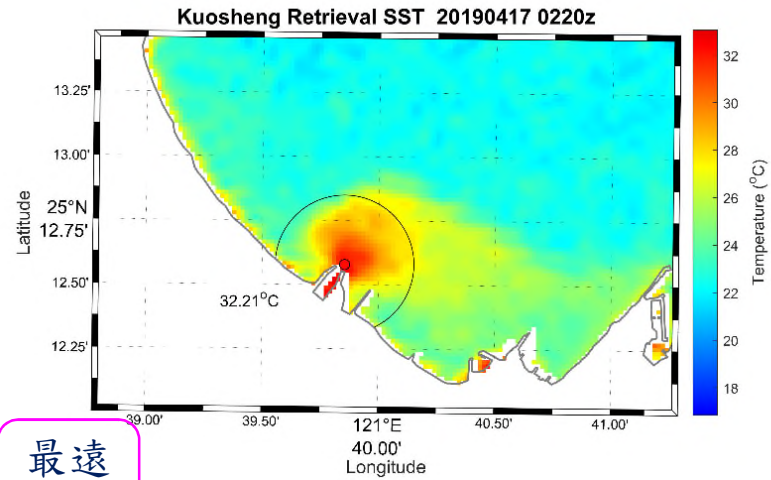 Kuosheng Retrieval SST 20190417 0220z
13.25'
13.00'
25°N
12.75'
12.50'
12.25'
Latitude
32.21°C
39.00'
39.50'
121°E
40.00'
40.50'
41.00'
Longitude
32
30
28
26
24
22
20
18
Temperature (°C)
最遠